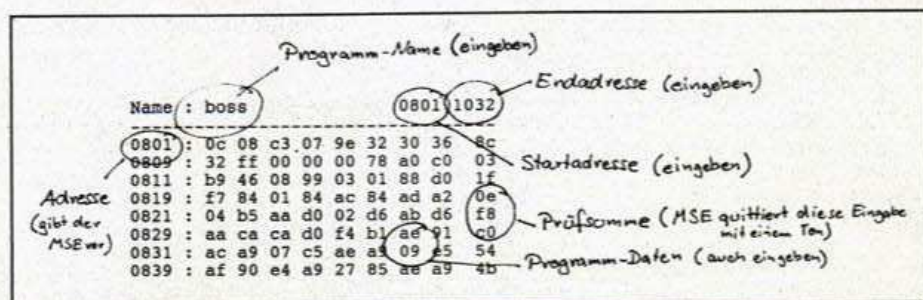 Programm-Name (eingeben)
Endadresse (eingeben)
Name : boss 0801 1032
0801 : 0c 08 c3 07 9e 32 30 36 8c
Startadresse (eingeben)
0809 : 32 ff 00 00 00 78 a0 c0 03
0811 : b9 46 08 99 03 01 88 d0 1f
Adresse
(gibt der
MSE vor)
0819 : f7 84 01 84 ac 84 ad a2 0e
0821 : 04 b5 aa d0 02 d6 ab d6 f8
Prüfsumme (MSE quittiert diese Eingabe
mit einem Ton)
0829 : aa ca ca d0 f4 b1 ae 91 c0
0831 : ac a9 07 c5 ae a9 09 e5 54
Programm-Daten (auch eingeben)
0839 : af 90 e4 a9 27 85 ae a9 4b